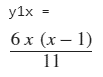 y1x =
6 x (x − 1)
11